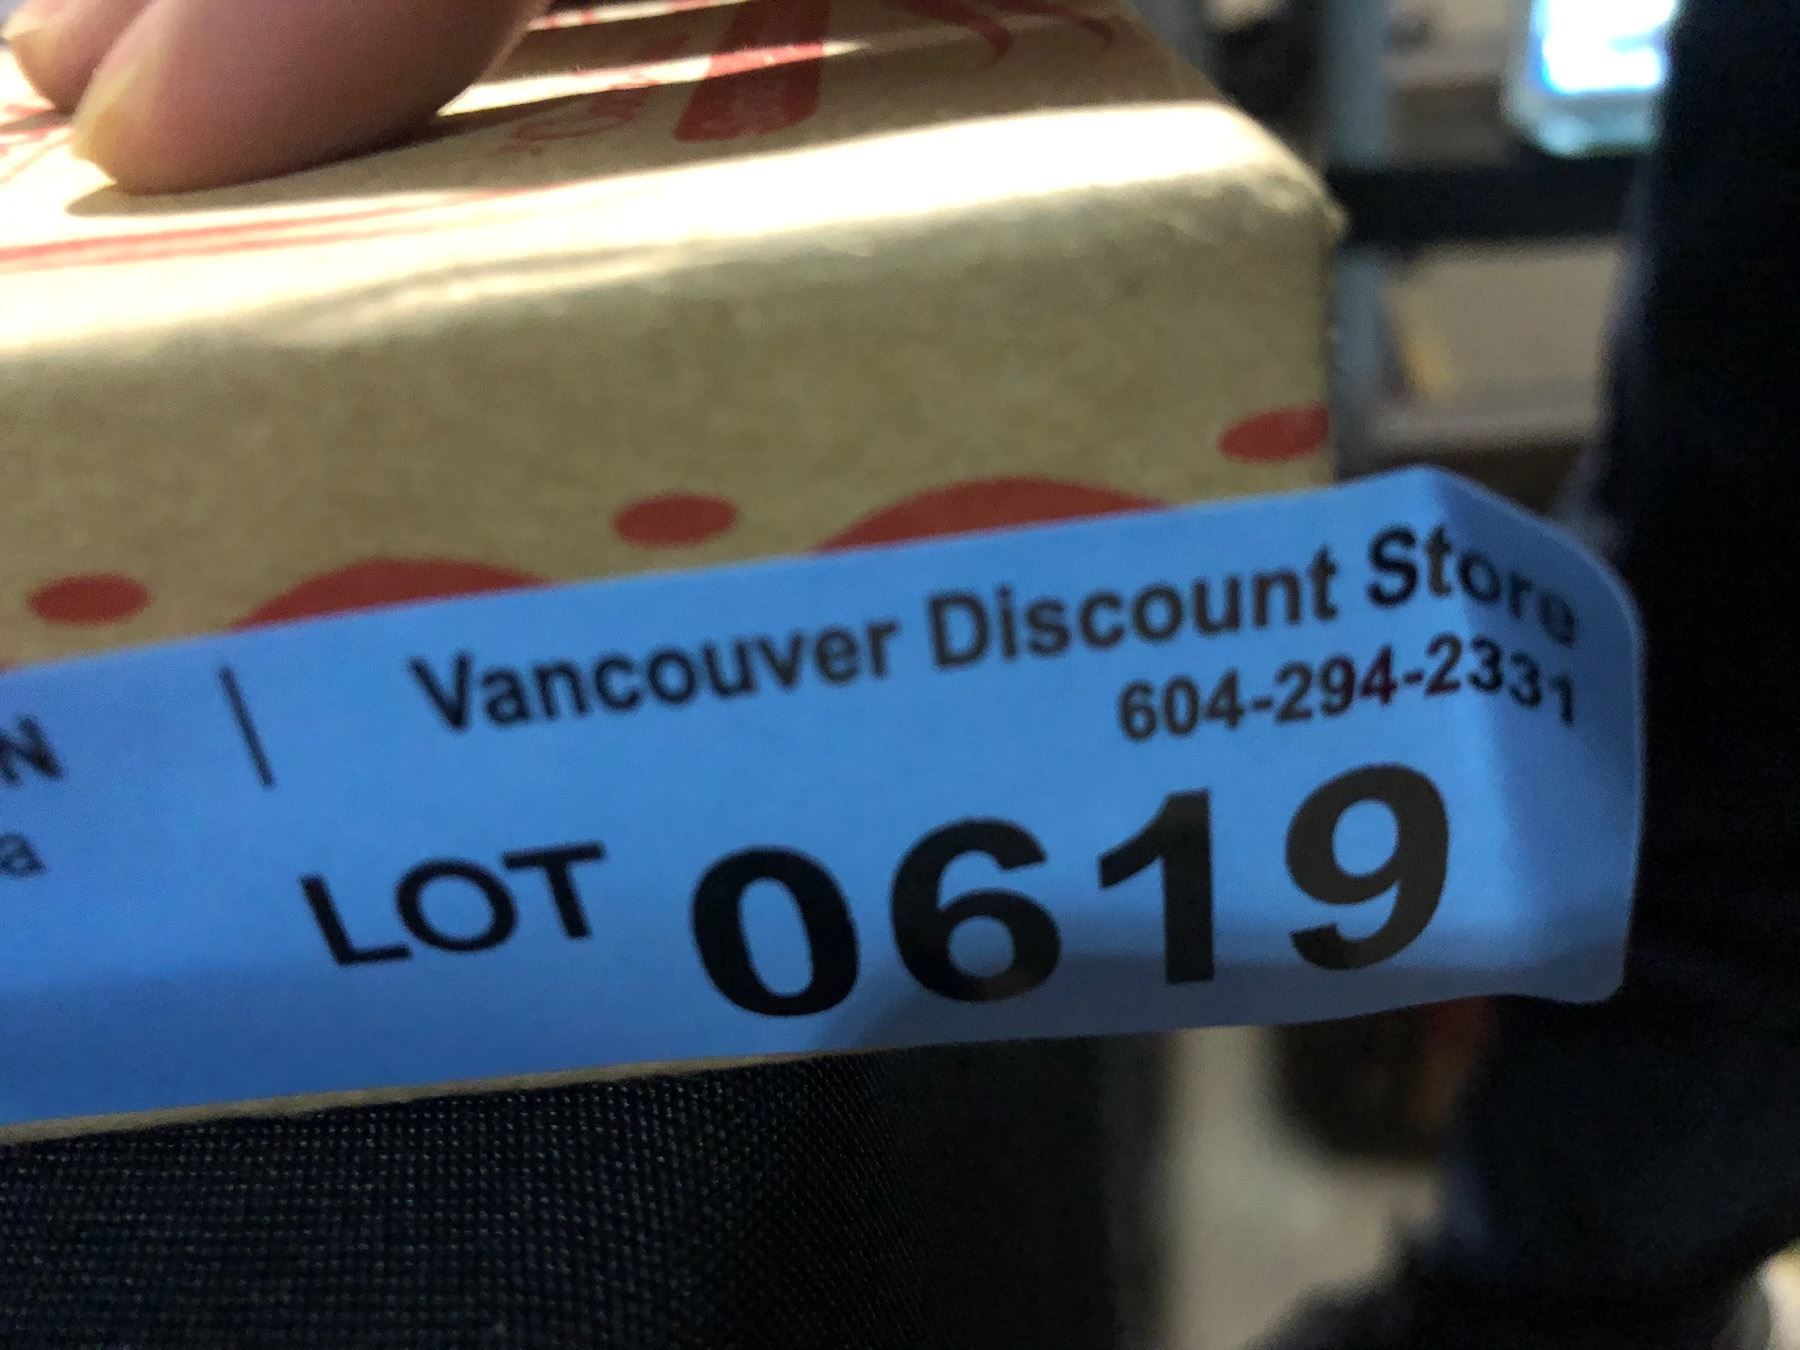 Vancouver Discount Store
604-294-2331
N
a
LOT 0619